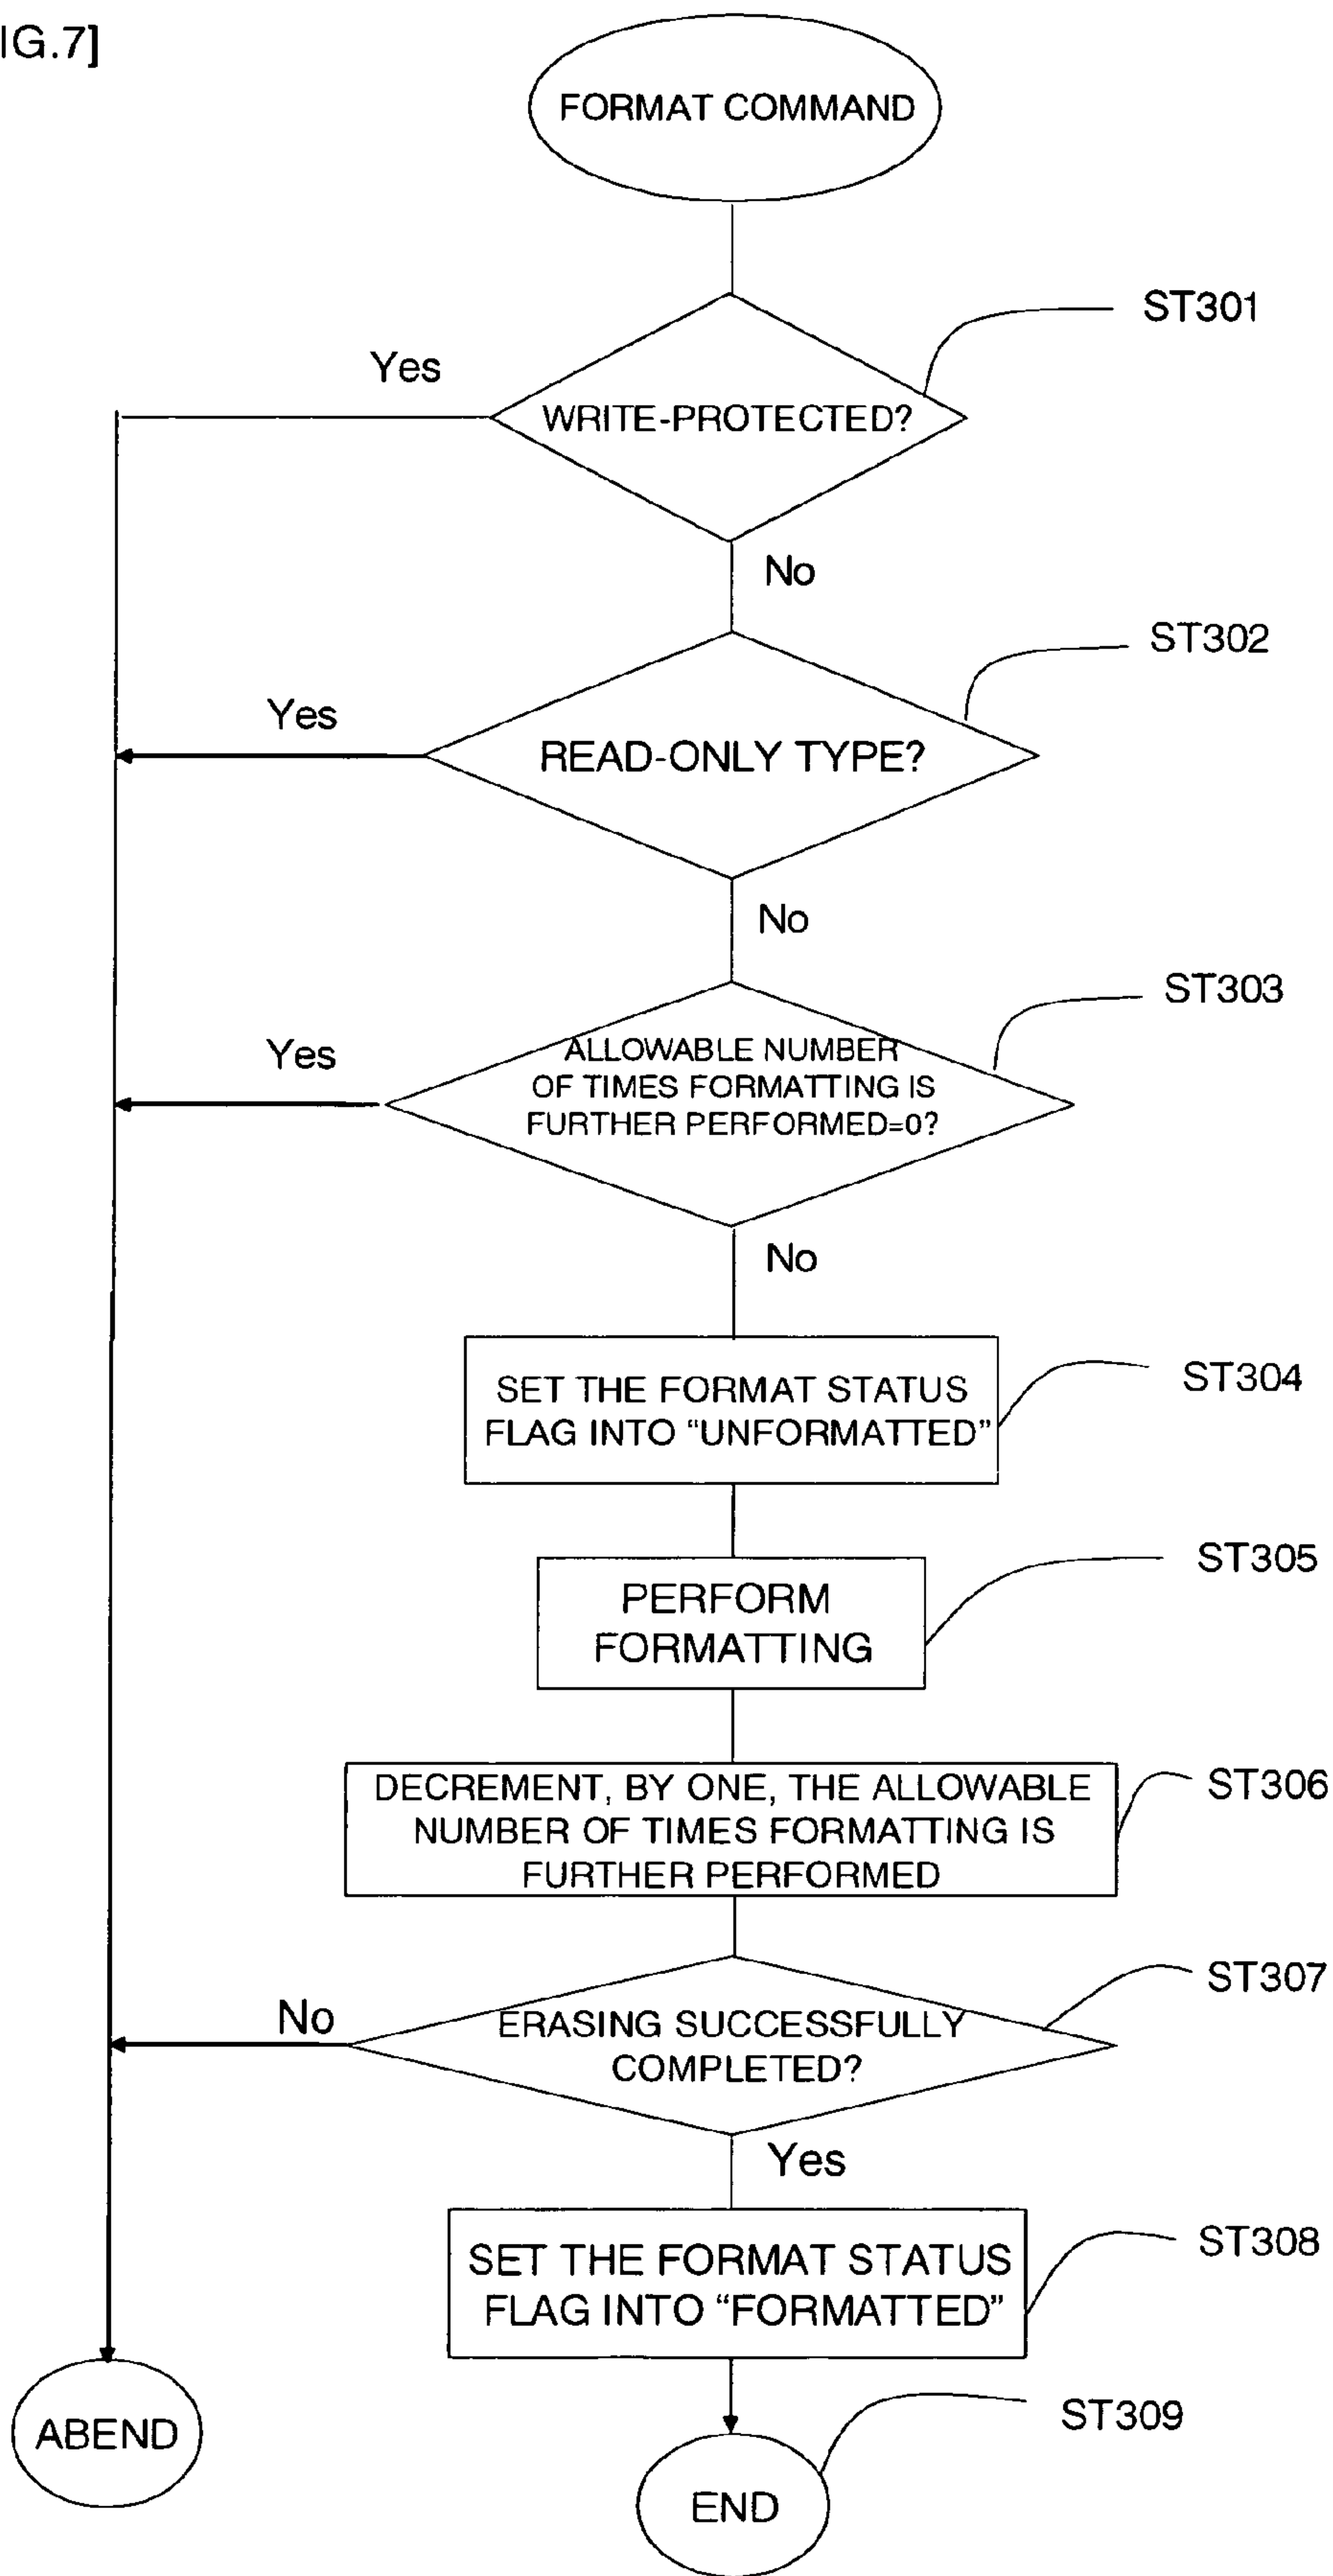 IG.7]
FORMAT COMMAND
ST301
Yes
WRITE-PROTECTED?
No
ST302
Yes
READ-ONLY TYPE?
No
ST303
Yes
ALLOWABLE NUMBER
OF TIMES FORMATTING IS
FURTHER PERFORMED=0?
No
ST304
SET THE FORMAT STATUS
FLAG INTO “UNFORMATTED”
ST305
PERFORM
FORMATTING
ST306
DECREMENT, BY ONE, THE ALLOWABLE
NUMBER OF TIMES FORMATTING IS
FURTHER PERFORMED
ST307
No
ERASING SUCCESSFULLY
COMPLETED?
Yes
ST308
SET THE FORMAT STATUS
FLAG INTO “FORMATTED”
ST309
ABEND
END